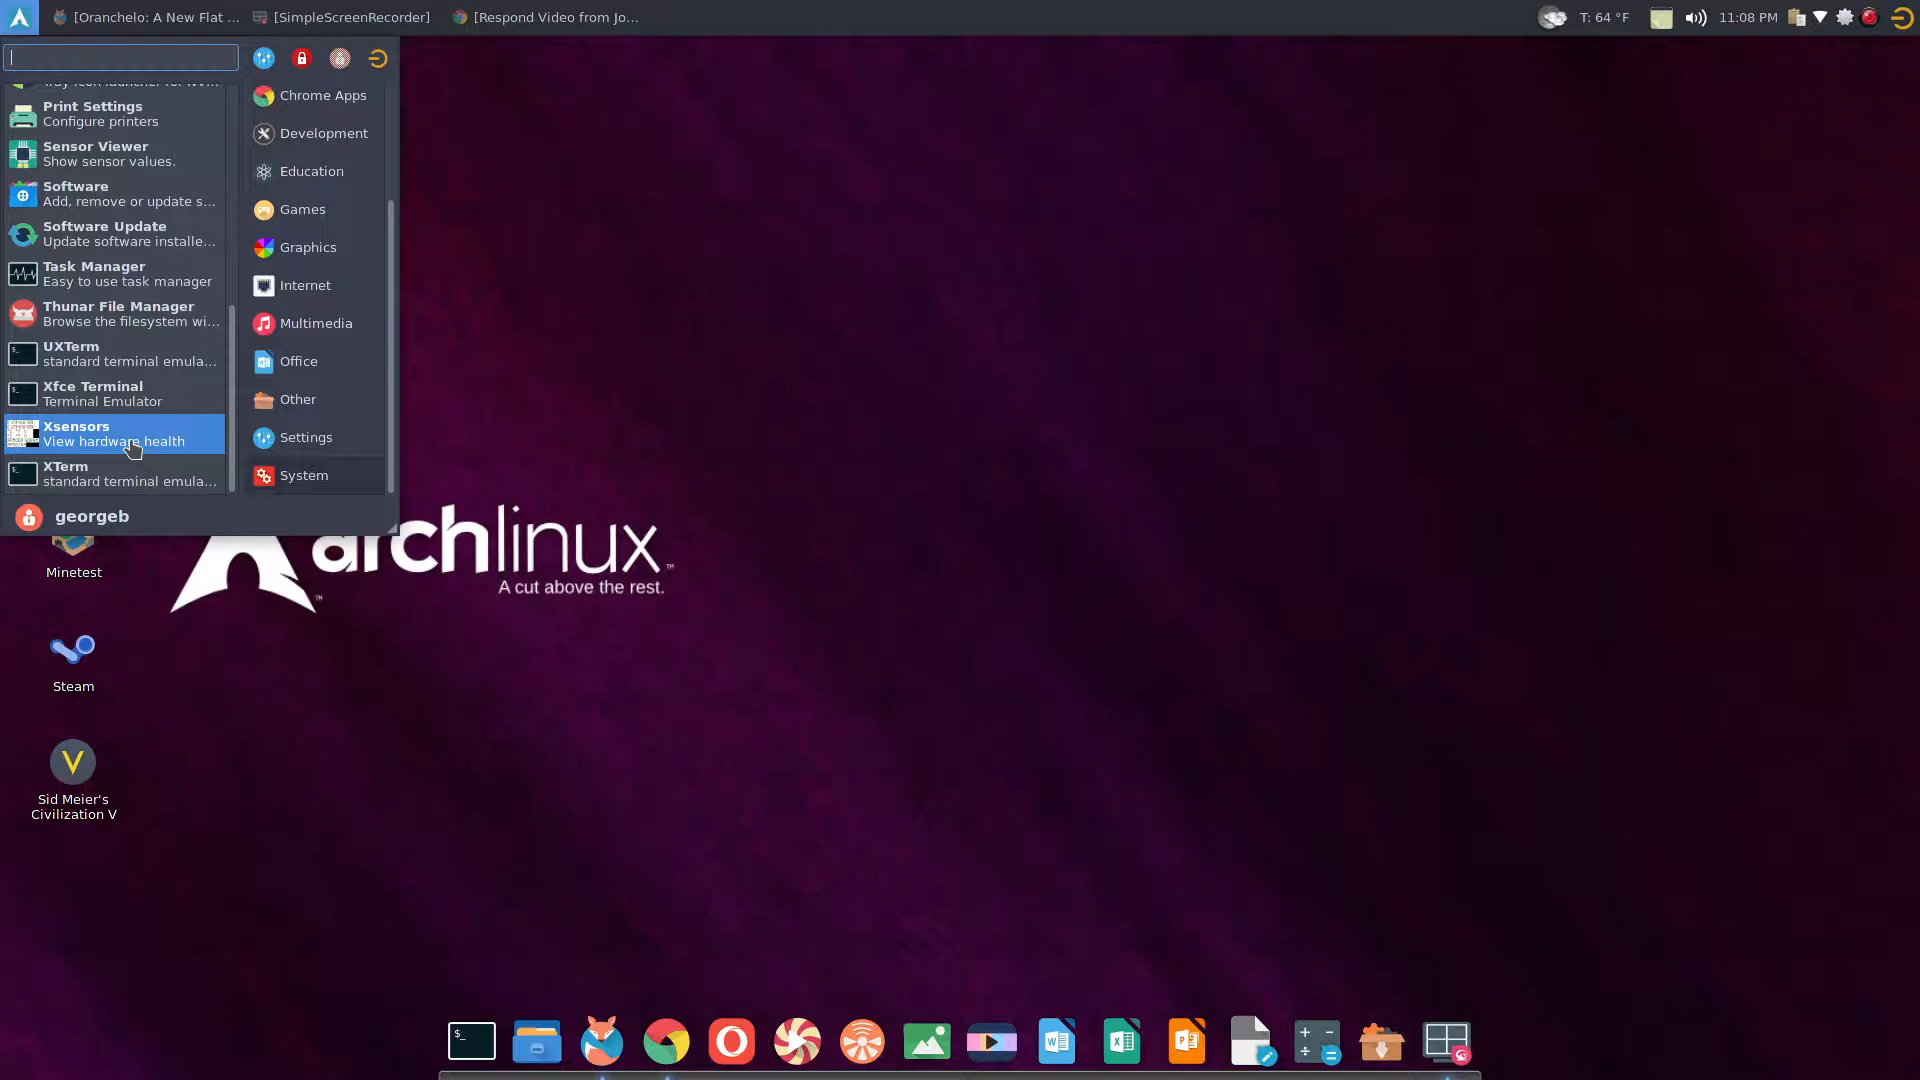 [Oranchelo: A New Flat ...
[SimpleScreenRecorder]
[Respond Video from Jo...
T: 64 °F
11:08 PM
Print Settings
Configure printers
Sensor Viewer
Show sensor values.
Software
Add, remove or update s...
Software Update
Update software installe...
Task Manager
Easy to use task manager
Thunar File Manager
Browse the filesystem wi...
UXTerm
standard terminal emula...
Xfce Terminal
Terminal Emulator
Xsensors
View hardware health
XTerm
standard terminal emula...
Chrome Apps
Development
Education
Games
Graphics
Internet
Multimedia
Office
Other
Settings
System
georgeb
archlinux™
A cut above the rest.
™
Minetest
Steam
Sid Meier's
Civilization V